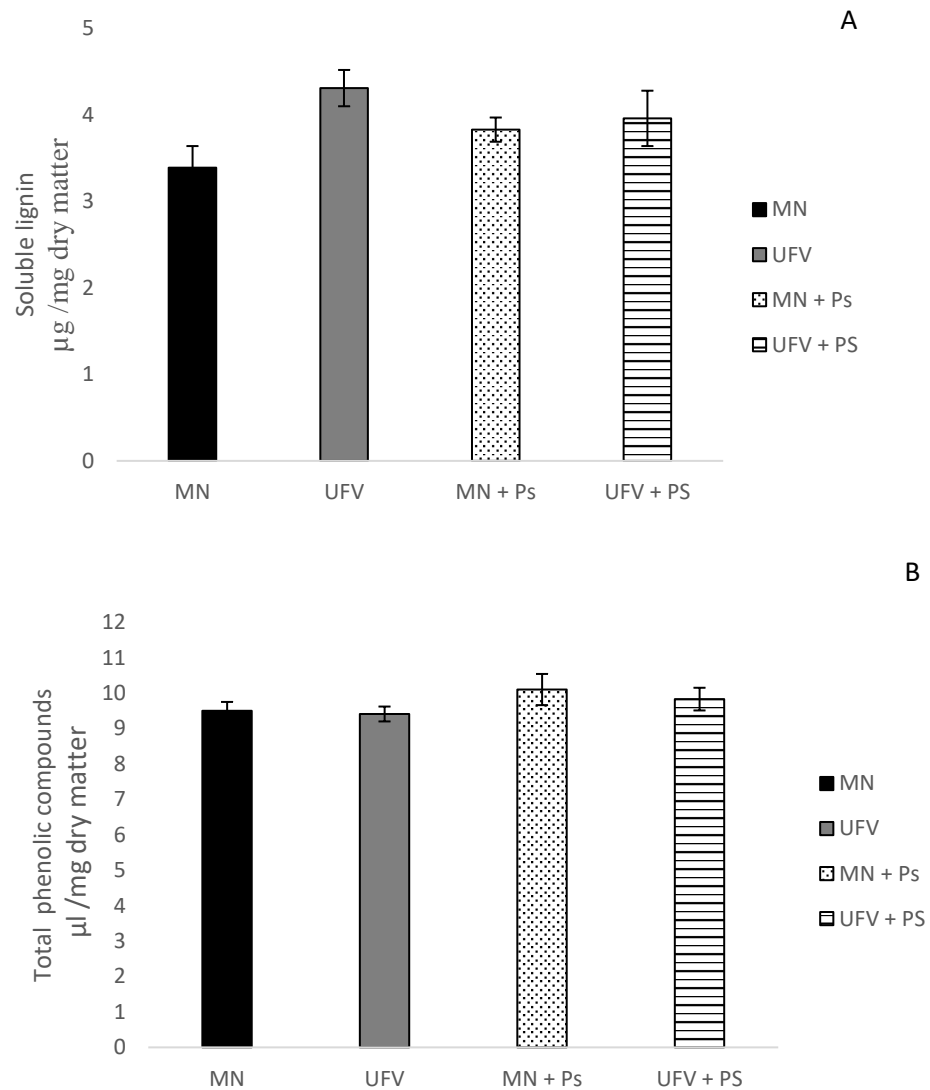 A
5
4
3
2
1
0
Soluble lignin
µg /mg dry matter
MN
UFV
MN + Ps
UFV + PS
MN
UFV
MN + Ps
UFV + PS
B
12
11
10
9
8
7
6
5
4
3
2
1
0
Total phenolic compounds
µl /mg dry matter
MN
UFV
MN + Ps
UFV + PS
MN
UFV
MN + Ps
UFV + PS